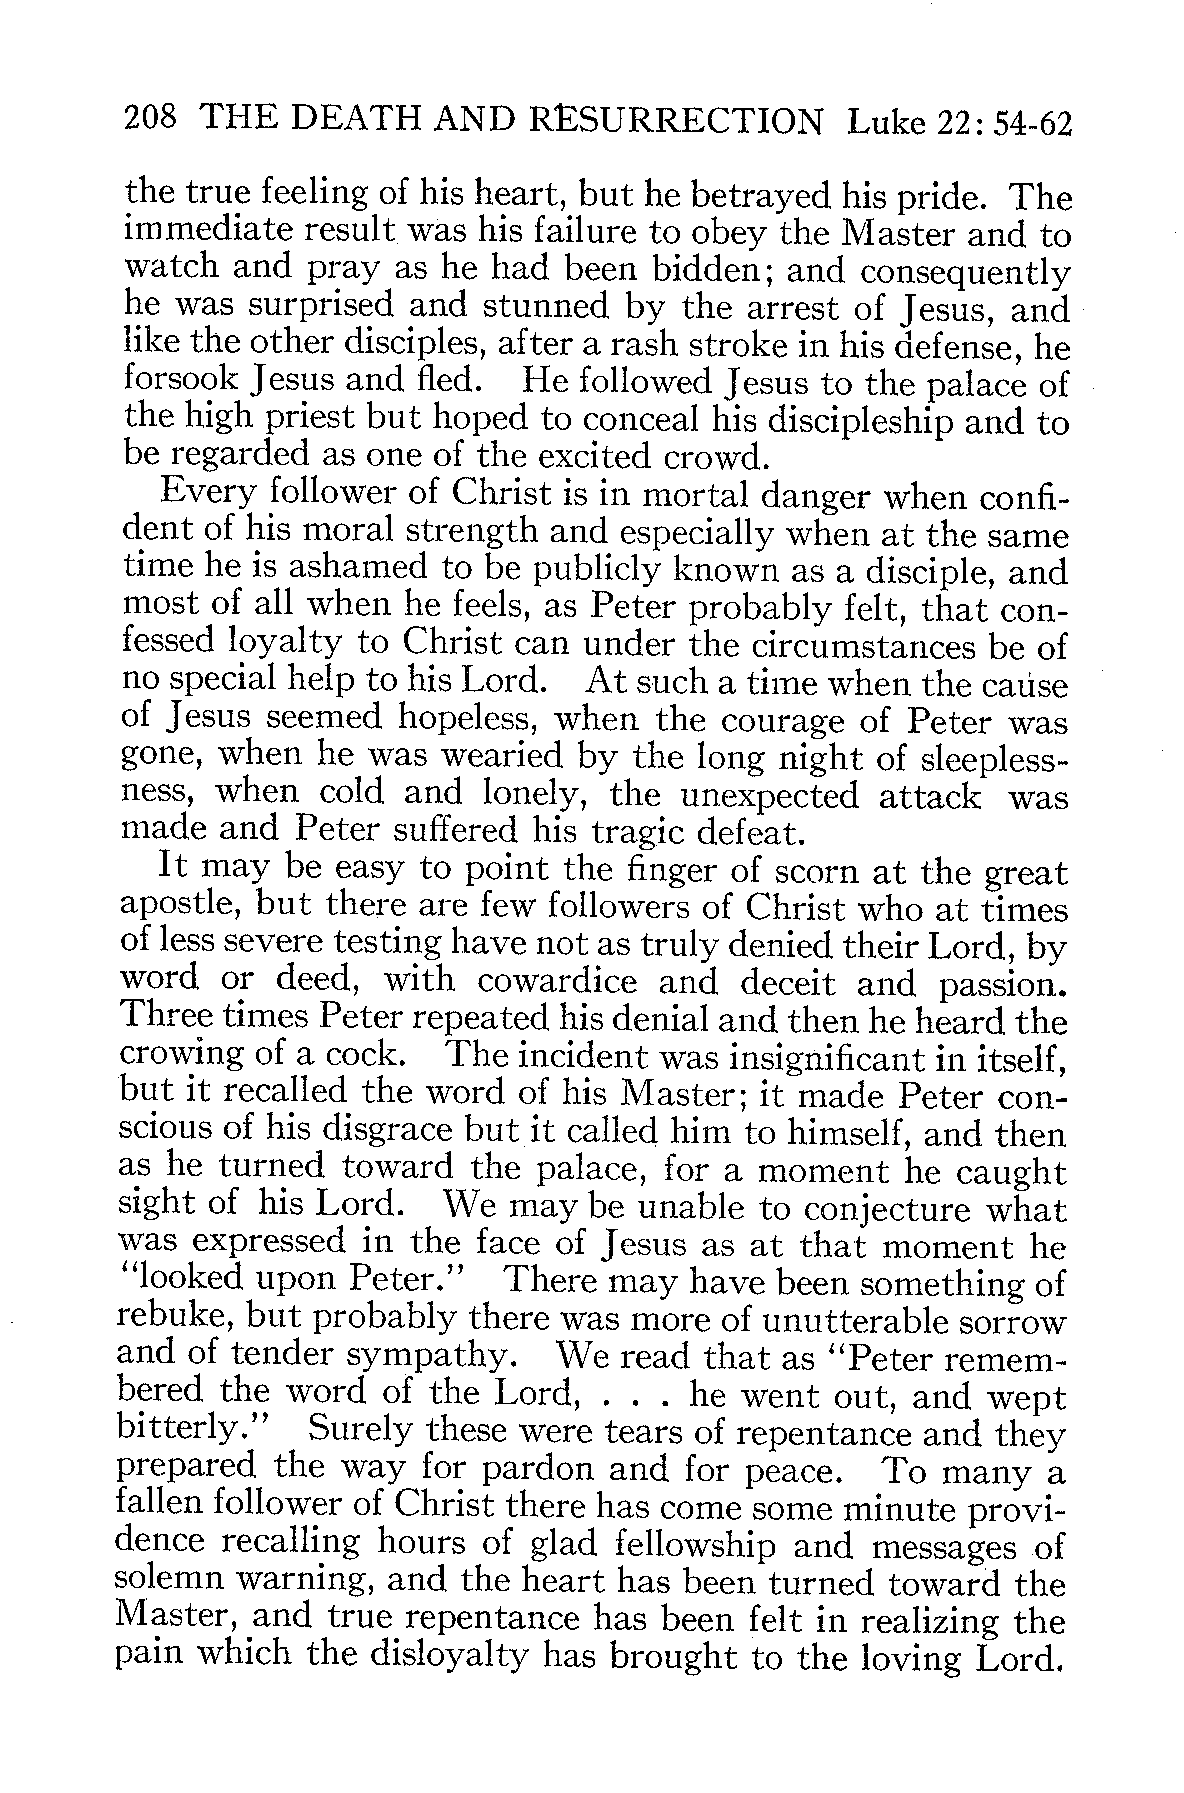 208 THE DEATH AND RESURRECTION Luke 22: 54-62
the true feeling of his heart, but he betrayed his pride. The
immediate result was his failure to obey the Master and to
watch and pray as he had been bidden; and consequently
he was surprised and stunned by the arrest of Jesus, and
like the other disciples, after a rash stroke in his defense, he
forsook Jesus and fled. He followed Jesus to the palace of
the high priest but hoped to conceal his discipleship and to
be regarded as one of the excited crowd.
Every follower of Christ is in mortal danger when confi-
dent of his moral strength and especially when at the same
time he is ashamed to be publicly known as a disciple, and
most of all when he feels, as Peter probably felt, that con-
fessed loyalty to Christ can under the circumstances be of
no special help to his Lord. At such a time when the cause
of Jesus seemed hopeless, when the courage of Peter was
gone, when he was wearied by the long night of sleepless-
ness, when cold and lonely, the unexpected attack was
made and Peter suffered his tragic defeat.
It may be easy to point the finger of scorn at the great
apostle, but there are few followers of Christ who at times
of less severe testing have not as truly denied their Lord, by
word or deed, with cowardice and deceit and passion.
Three times Peter repeated his denial and then he heard the
crowing of a cock. The incident was insignificant in itself,
but it recalled the word of his Master; it made Peter con-
scious of his disgrace but it called him to himself, and then
as he turned toward the palace, for a moment he caught
sight of his Lord. We may be unable to conjecture what
was expressed in the face of Jesus as at that moment he
"looked upon Peter." There may have been something of
rebuke, but probably there was more of unutterable sorrow
and of tender sympathy. We read that as "Peter remem-
bered the word of the Lord, . . . he went out, and wept
bitterly." Surely these were tears of repentance and they
prepared the way for pardon and for peace. To many a
fallen follower of Christ there has come some minute provi-
dence recalling hours of glad fellowship and messages of
solemn warning, and the heart has been turned toward the
Master, and true repentance has been felt in realizing the
pain which the disloyalty has brought to the loving Lord.